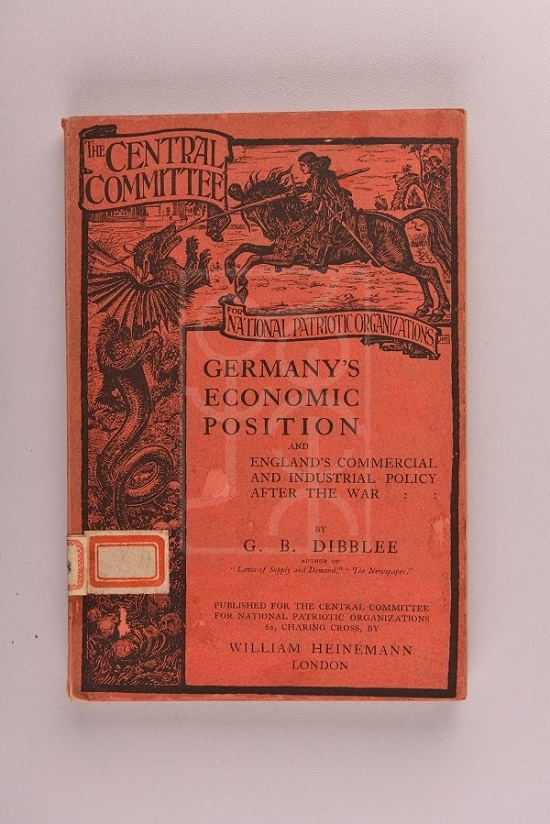 THE CENTRAL
COMMITTEE
FOR
NATIONAL PATRIOTIC ORGANIZATIONS
GERMANY'S
ECONOMIC
POSITION
AND
ENGLAND'S COMMERCIAL
AND INDUSTRIAL POLICY
AFTER THE WAR : :
BY
G. B. DIBBLEE
AUTHOR OF
"Laws of Supply and Demand," "The Newspaper."
PUBLISHED FOR THE CENTRAL COMMITTEE
FOR NATIONAL PATRIOTIC ORGANIZATIONS
62, CHARING CROSS, BY
WILLIAM HEINEMANN
LONDON